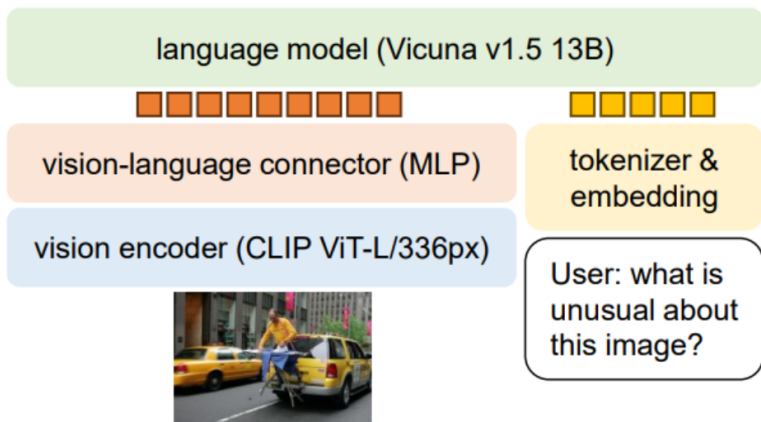 language model (Vicuna v1.5 13B)
vision-language connector (MLP)
tokenizer &
embedding
vision encoder (CLIP ViT-L/336px)
User: what is
unusual about
this image?